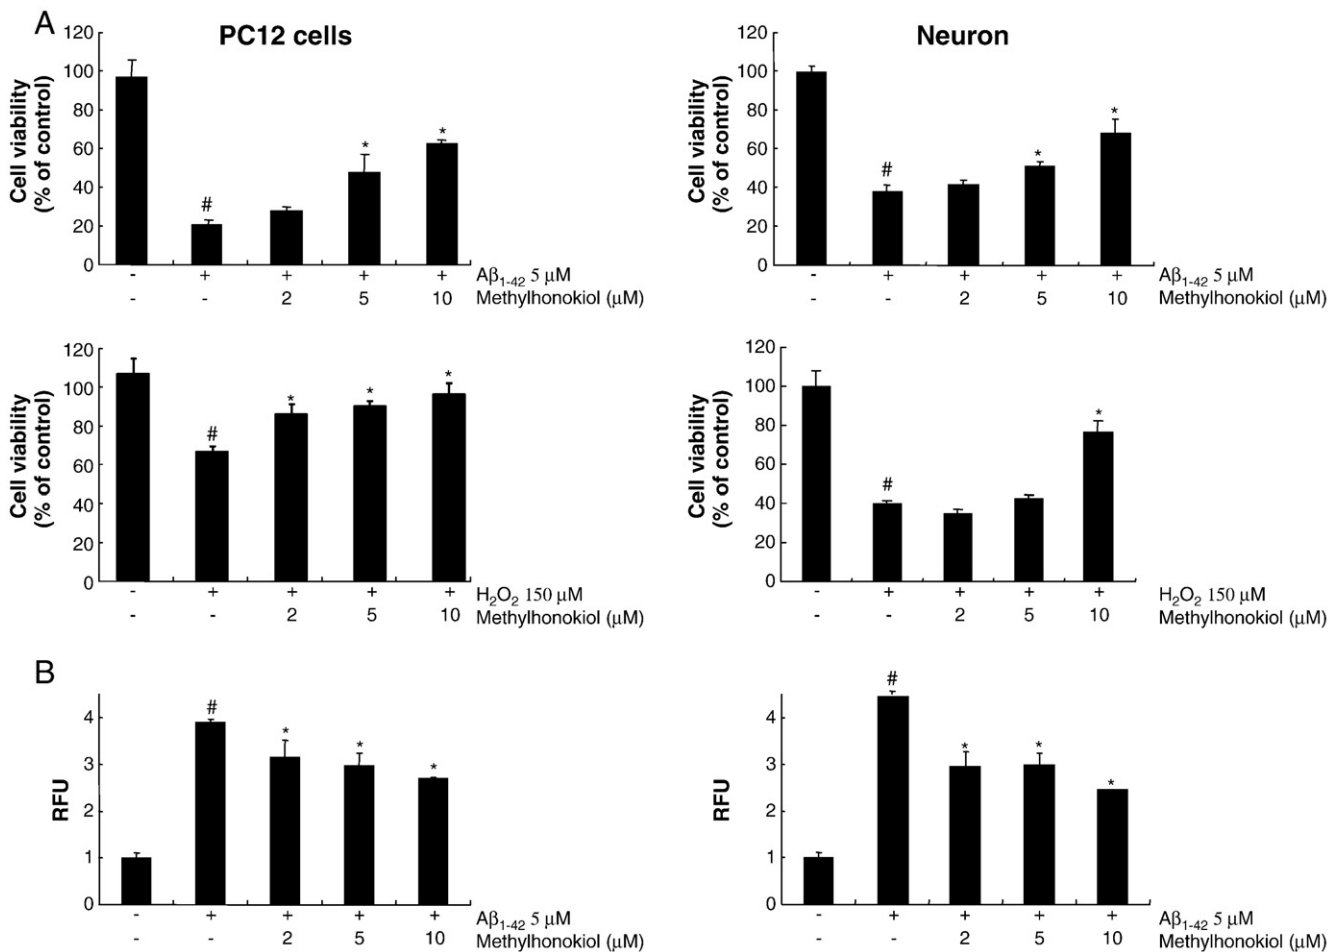 A
PC12 cells
Cell viability
(% of control)
120
100
80
60
40
20
0
#
*
*
- + + + + Aβ1-42 5 μM
- - 2 5 10 Methylhonokiol (μM)
Neuron
Cell viability
(% of control)
120
100
80
60
40
20
0
#
*
*
- + + + + Aβ1-42 5 μM
- - 2 5 10 Methylhonokiol (μM)
Cell viability
(% of control)
120
100
80
60
40
20
0
#
*
*
*
- + + + + H2O2 150 μM
- - 2 5 10 Methylhonokiol (μM)
Cell viability
(% of control)
120
100
80
60
40
20
0
#
*
- + + + + H2O2 150 μM
- - 2 5 10 Methylhonokiol (μM)
B
RFU
4
3
2
1
0
#
*
*
*
- + + + + Aβ1-42 5 μM
- - 2 5 10 Methylhonokiol (μM)
RFU
4
3
2
1
0
#
*
*
*
- + + + + Aβ1-42 5 μM
- - 2 5 10 Methylhonokiol (μM)